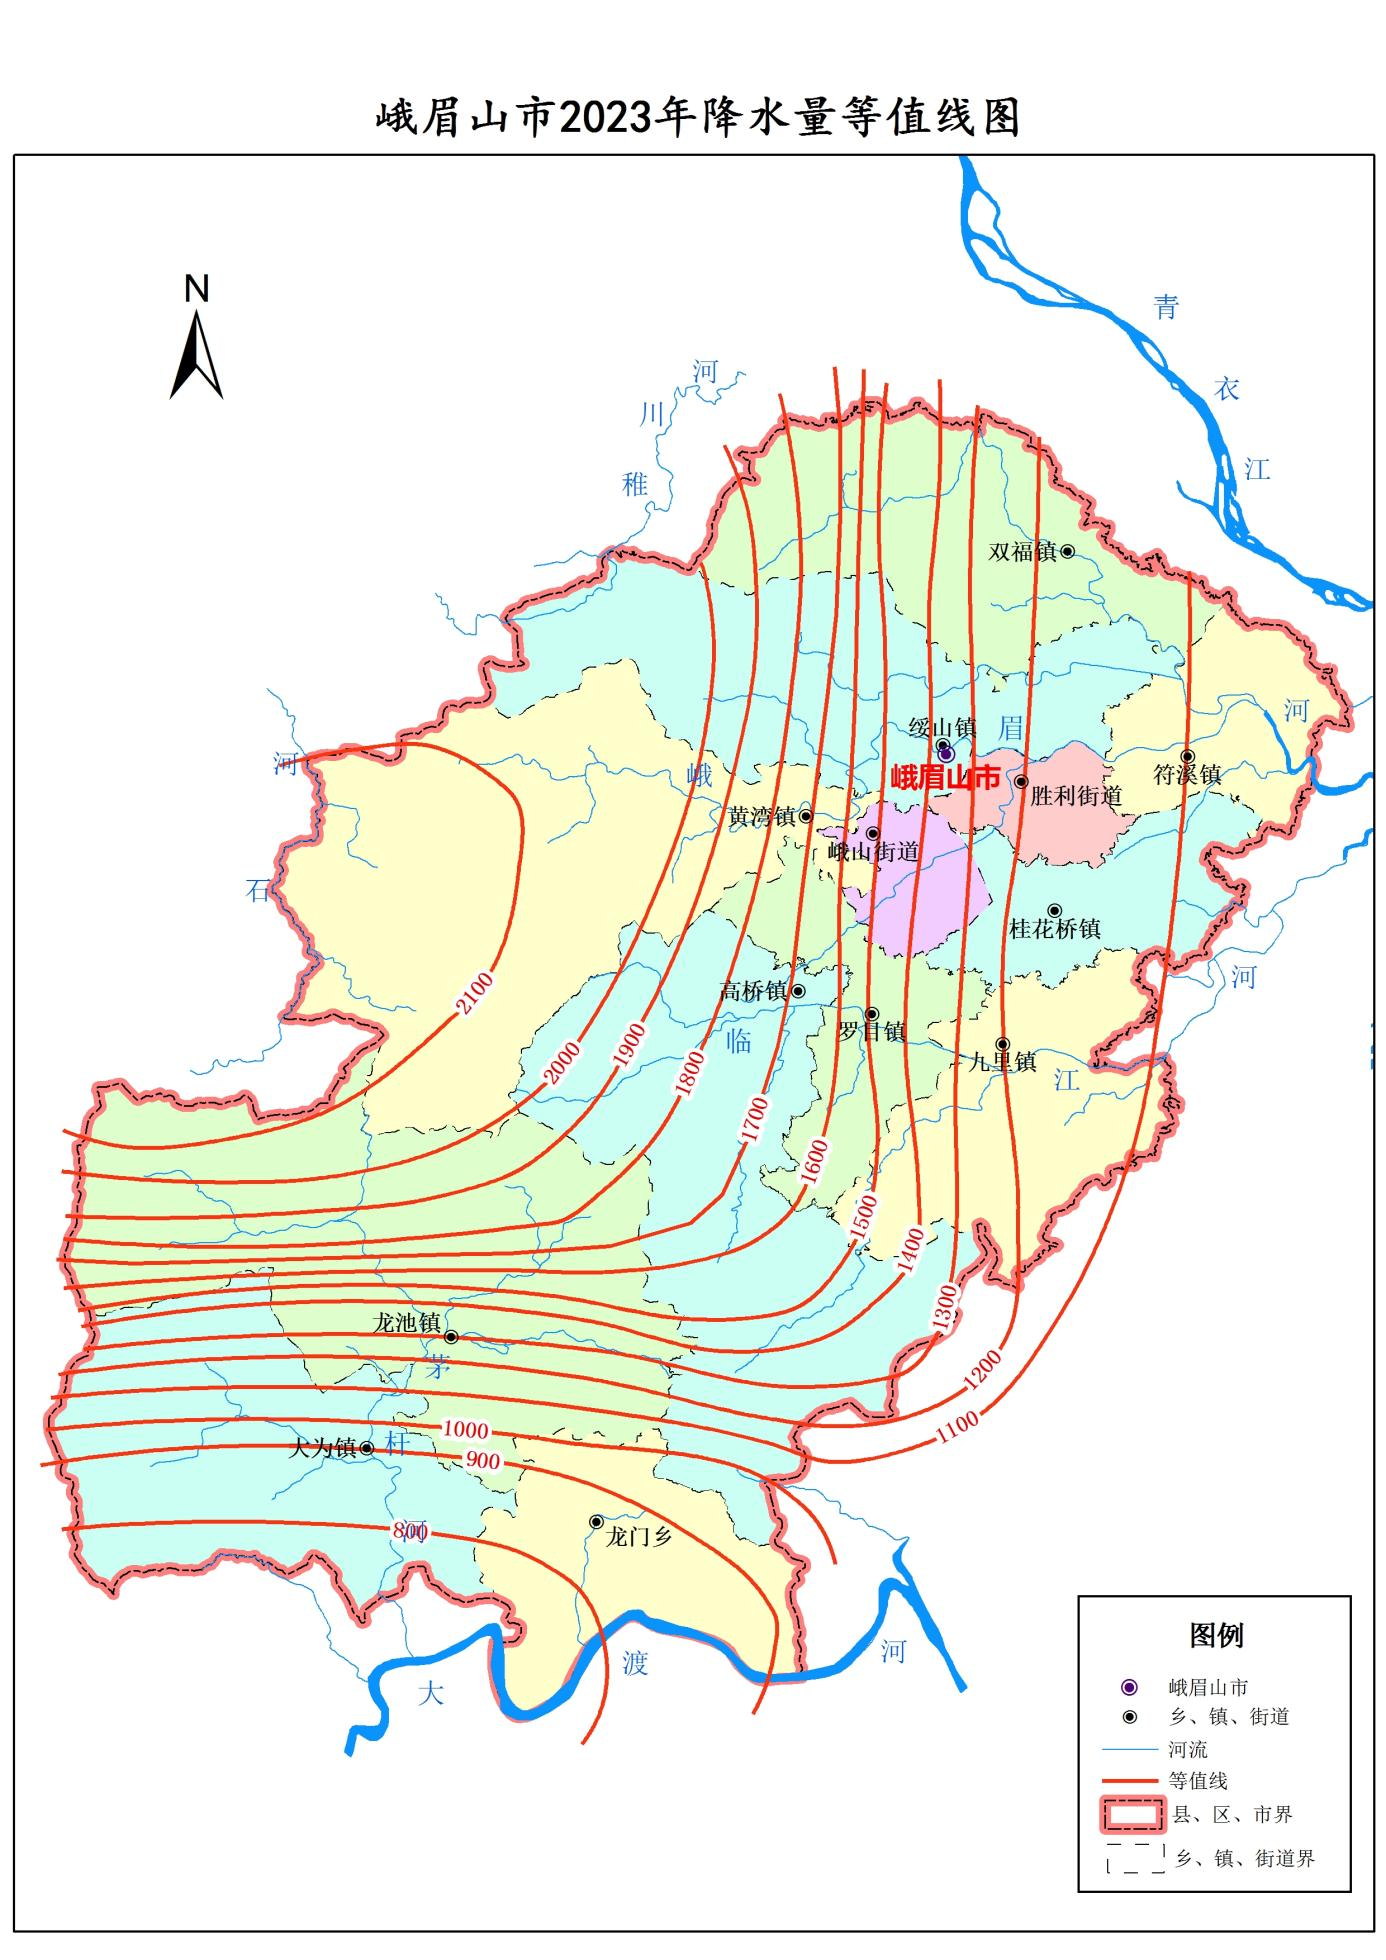 峨眉山市2023年降水量等值线图
N
青
衣
江
河
川
稚
双福镇
绥山镇
眉
河
河
峨
峨眉山市
符溪镇
胜利街道
黄湾镇
峨山街道
石
桂花桥镇
2100
高桥镇
河
罗目镇
临
九里镇
江
2000
1900
1800
1700
1600
1500
1400
1300
龙池镇
茅
1200
1100
1000
大为镇
杆
900
800
河
龙门乡
大
渡
河
图例
峨眉山市
乡、镇、街道
河流
等值线
县、区、市界
乡、镇、街道界